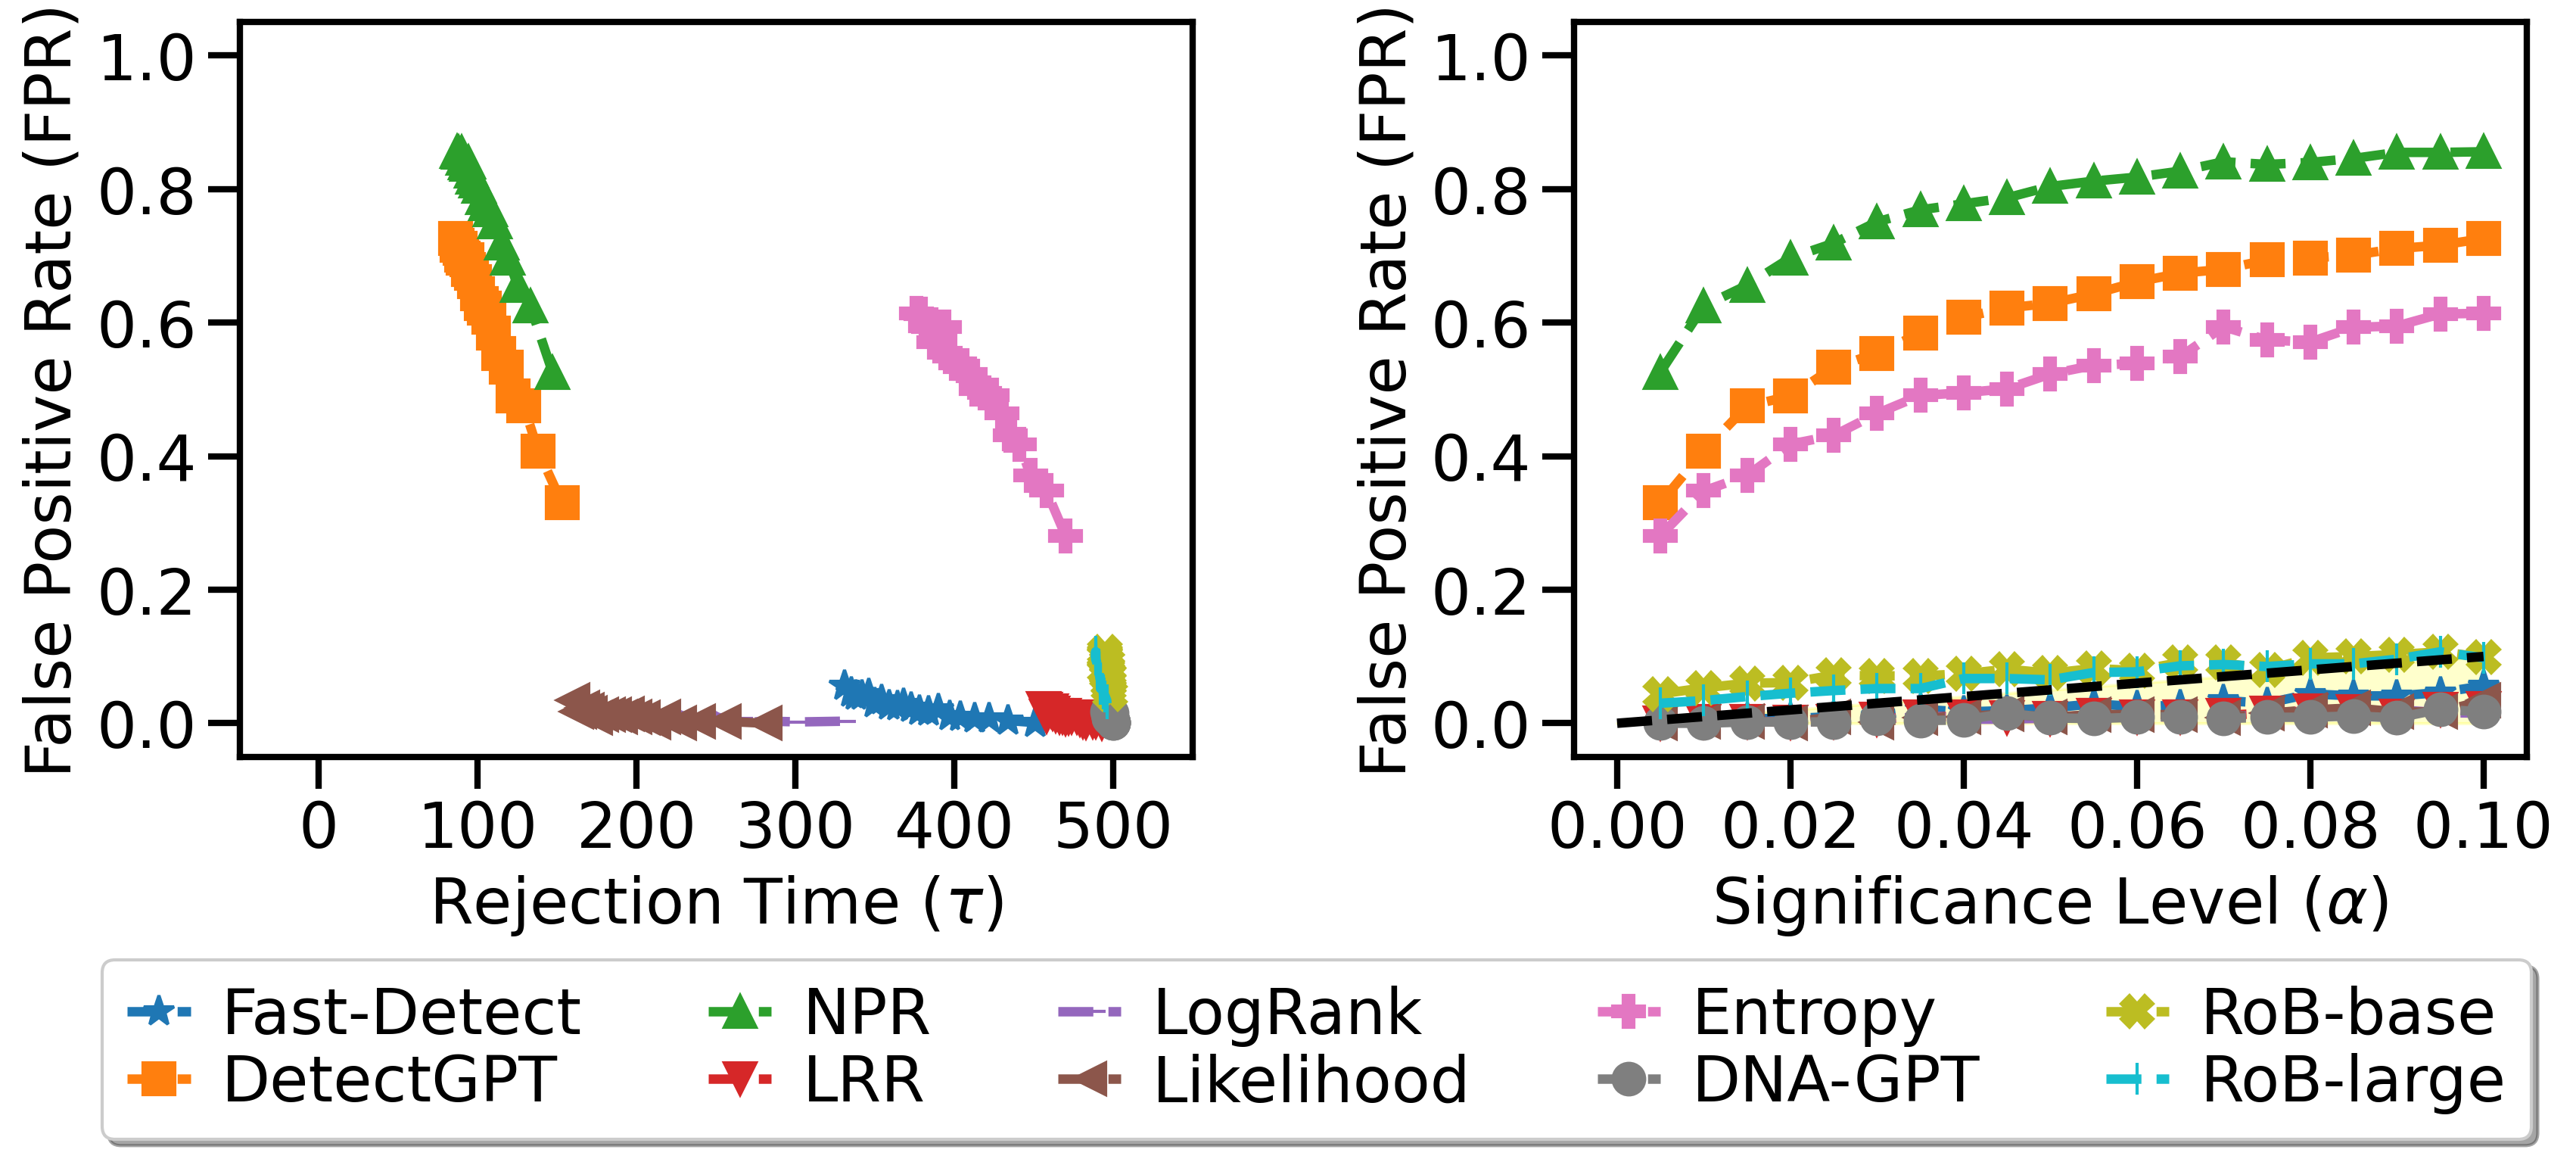 False Positive Rate (FPR)
1.0
0.8
0.6
0.4
0.2
0.0
0 100 200 300 400 500
Rejection Time (τ)
False Positive Rate (FPR)
1.0
0.8
0.6
0.4
0.2
0.0
0.00 0.02 0.04 0.06 0.08 0.10
Significance Level (α)
Fast-Detect NPR LogRank Entropy RoB-base
DetectGPT LRR Likelihood DNA-GPT RoB-large